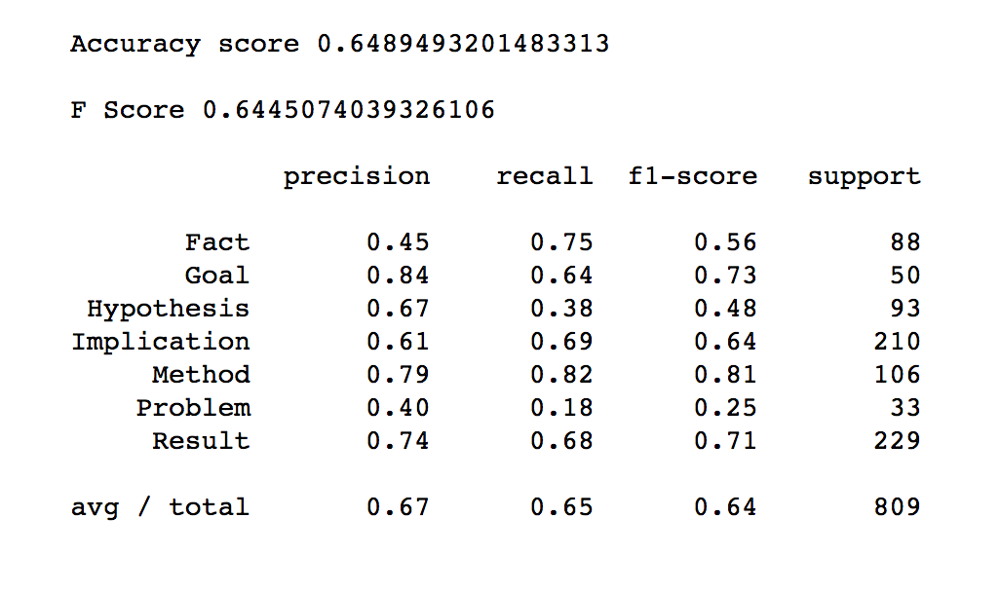 Accuracy score 0.6489493201483313
F Score 0.6445074039326106
precision recall f1-score support
Fact 0.45 0.75 0.56 88
Goal 0.84 0.64 0.73 50
Hypothesis 0.67 0.38 0.48 93
Implication 0.61 0.69 0.64 210
Method 0.79 0.82 0.81 106
Problem 0.40 0.18 0.25 33
Result 0.74 0.68 0.71 229
avg / total 0.67 0.65 0.64 809